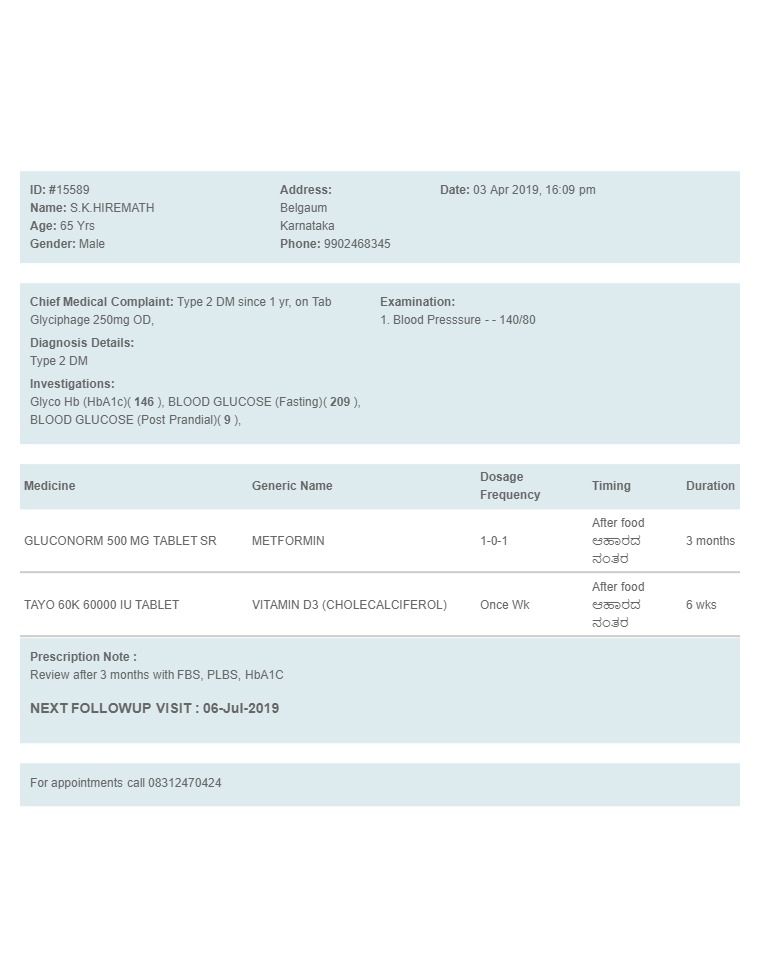 ID: #15589
Name: S.K.HIREMATH
Age: 65 Yrs
Gender: Male
Address:
Belgaum
Karnataka
Phone: 9902468345
Date: 03 Apr 2019, 16:09 pm
Chief Medical Complaint: Type 2 DM since 1 yr, on Tab
Glyciphage 250mg OD,
Diagnosis Details:
Type 2 DM
Investigations:
Glyco Hb (HbA1c)( 146 ), BLOOD GLUCOSE (Fasting)( 209 ),
BLOOD GLUCOSE (Post Prandial)( 9 ),
Examination:
1. Blood Presssure - - 140/80
Medicine Generic Name Dosage Frequency Timing Duration
GLUCONORM 500 MG TABLET SR METFORMIN 1-0-1 After food ಆಹಾರದ ನಂತರ 3 months
TAYO 60K 60000 IU TABLET VITAMIN D3 (CHOLECALCIFEROL) Once Wk After food ಆಹಾರದ ನಂತರ 6 wks
Prescription Note :
Review after 3 months with FBS, PLBS, HbA1C
NEXT FOLLOWUP VISIT : 06-Jul-2019
For appointments call 08312470424